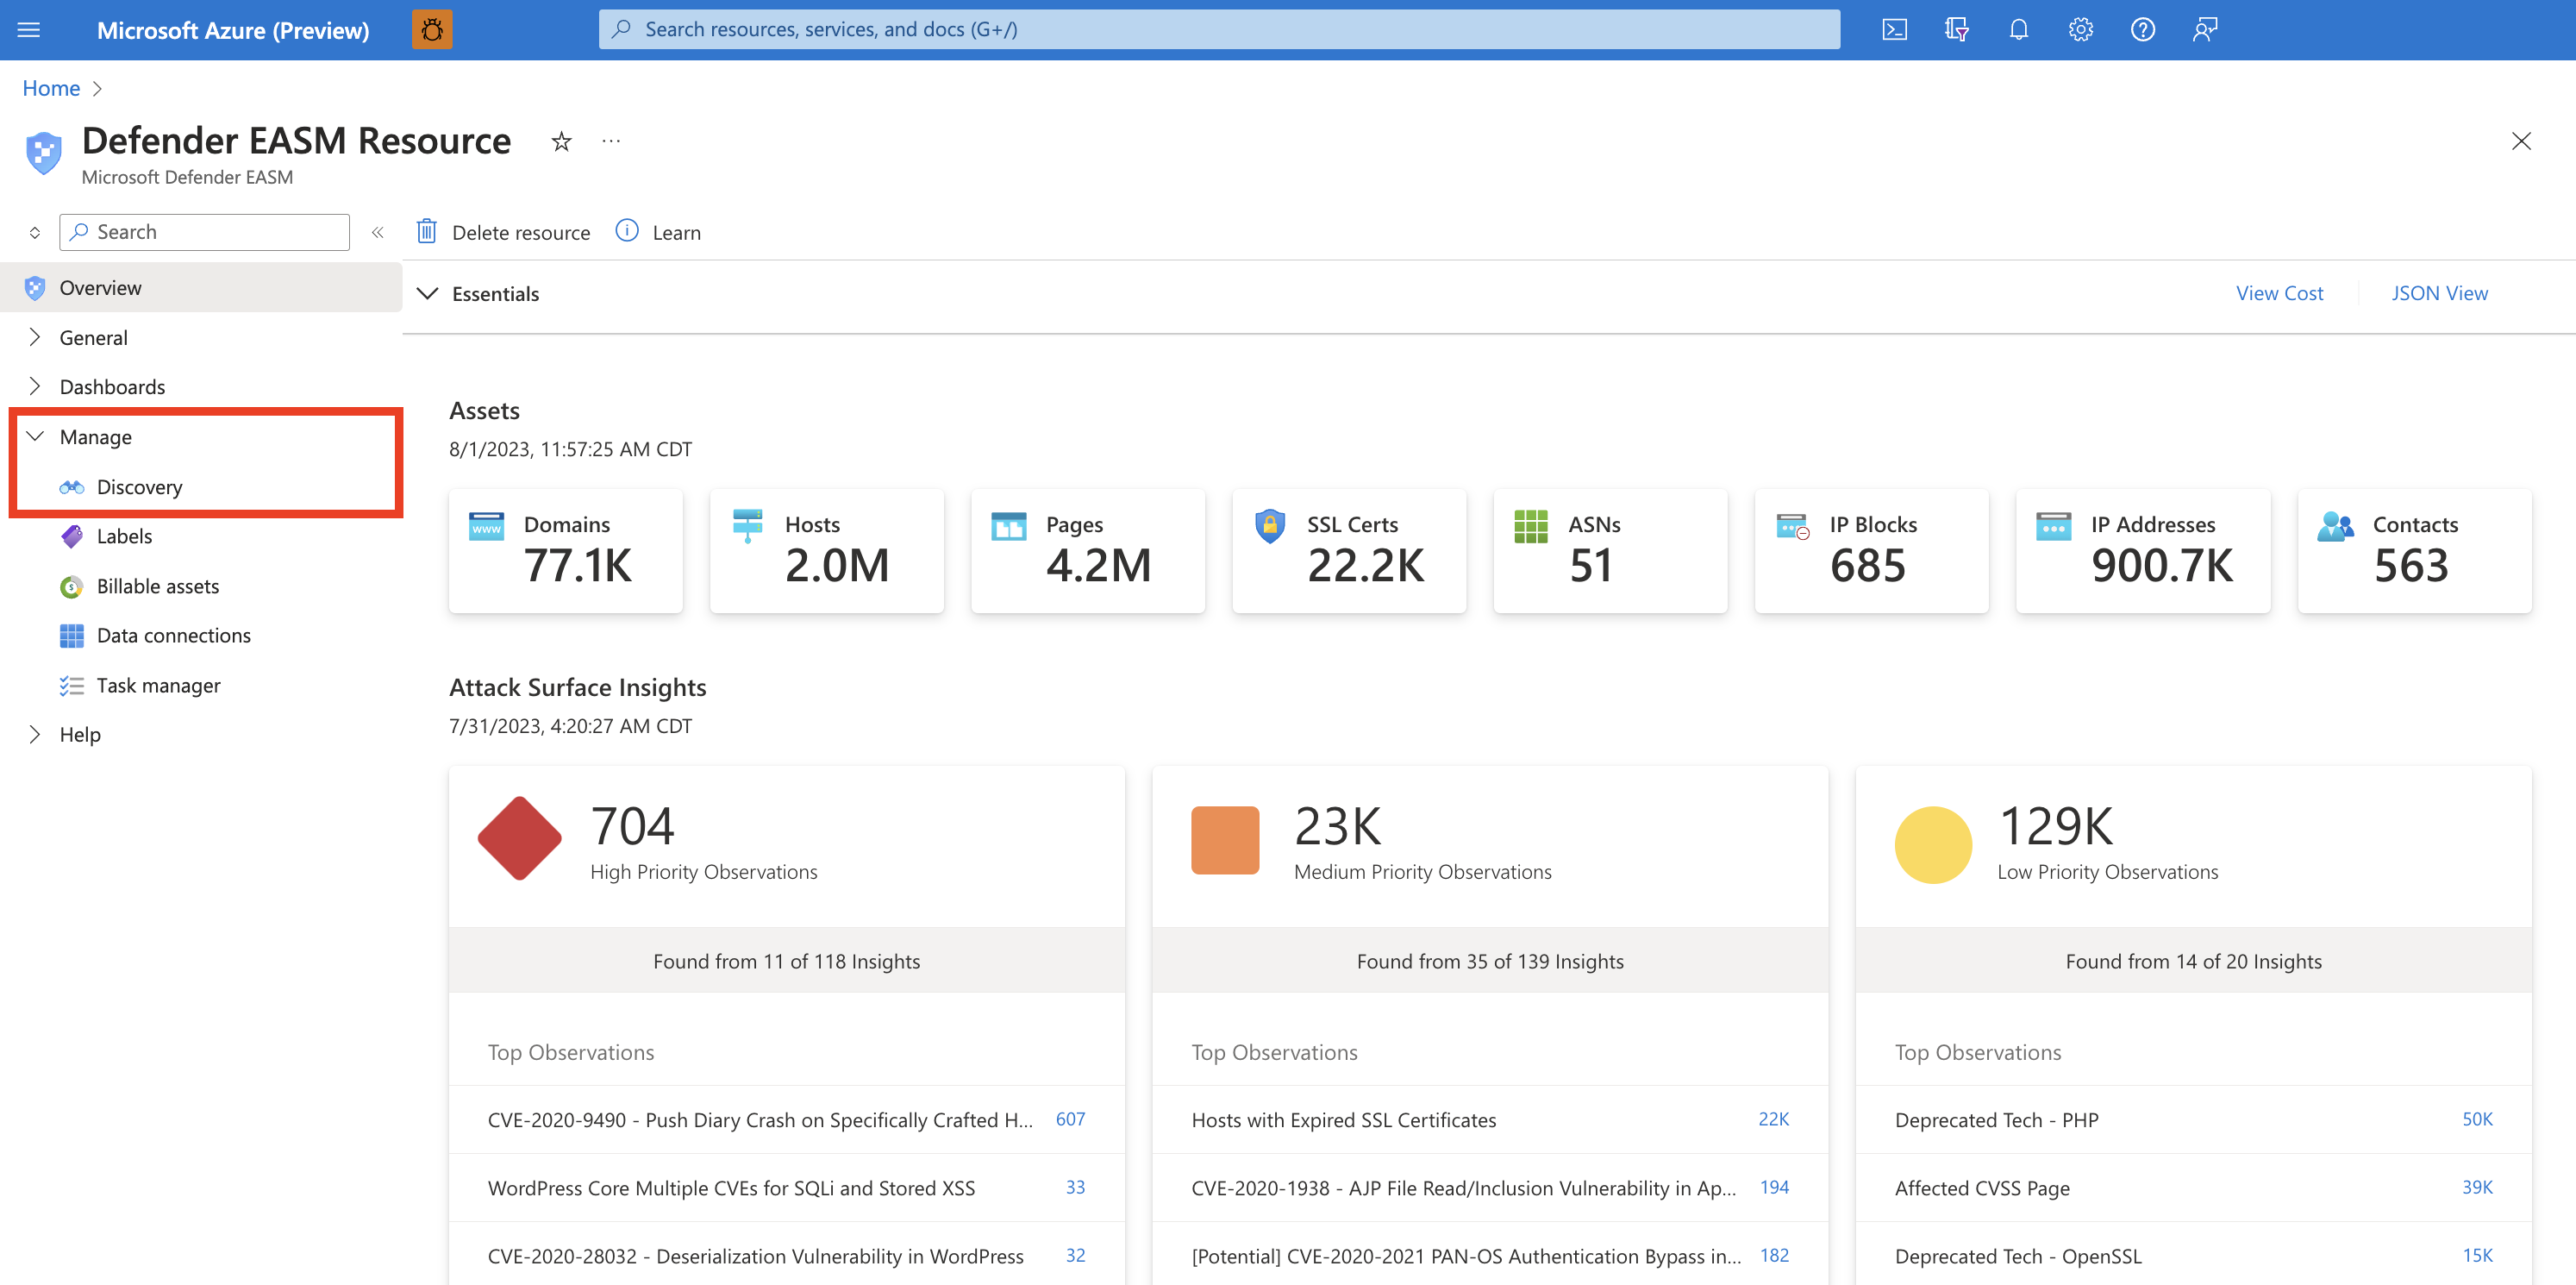 Microsoft Azure (Preview)
Search resources, services, and docs (G+/)
Home
Defender EASM Resource
Microsoft Defender EASM
Search
Delete resource
Learn
Overview
General
Dashboards
Manage
Discovery
Labels
Billable assets
Data connections
Task manager
Help
Essentials
View Cost
JSON View
Assets
8/1/2023, 11:57:25 AM CDT
www
Domains
77.1K
Hosts
2.0M
Pages
4.2M
SSL Certs
22.2K
ASNs
51
IP Blocks
685
IP Addresses
900.7K
Contacts
563
Attack Surface Insights
7/31/2023, 4:20:27 AM CDT
704
High Priority Observations
Found from 11 of 118 Insights
Top Observations
CVE-2020-9490 - Push Diary Crash on Specifically Crafted H... 607
WordPress Core Multiple CVEs for SQLi and Stored XSS 33
CVE-2020-28032 - Deserialization Vulnerability in WordPress 32
23K
Medium Priority Observations
Found from 35 of 139 Insights
Top Observations
Hosts with Expired SSL Certificates 22K
CVE-2020-1938 - AJP File Read/Inclusion Vulnerability in Ap... 194
[Potential] CVE-2020-2021 PAN-OS Authentication Bypass in... 182
129K
Low Priority Observations
Found from 14 of 20 Insights
Top Observations
Deprecated Tech - PHP 50K
Affected CVSS Page 39K
Deprecated Tech - OpenSSL 15K